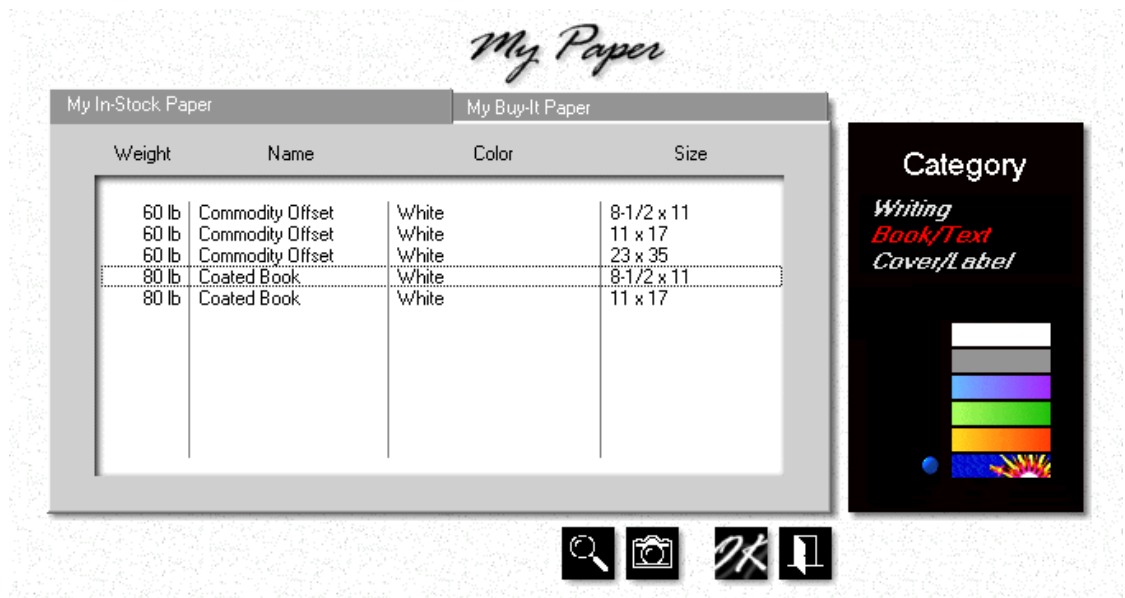 My Paper
My In-Stock Paper My Buy-It Paper
Weight Name Color Size
60 lb Commodity Offset White 8-1/2 x 11
60 lb Commodity Offset White 11 x 17
60 lb Commodity Offset White 23 x 35
80 lb Coated Book White 8-1/2 x 11
80 lb Coated Book White 11 x 17
Category
Writing
Book/Text
Cover/Label
OK